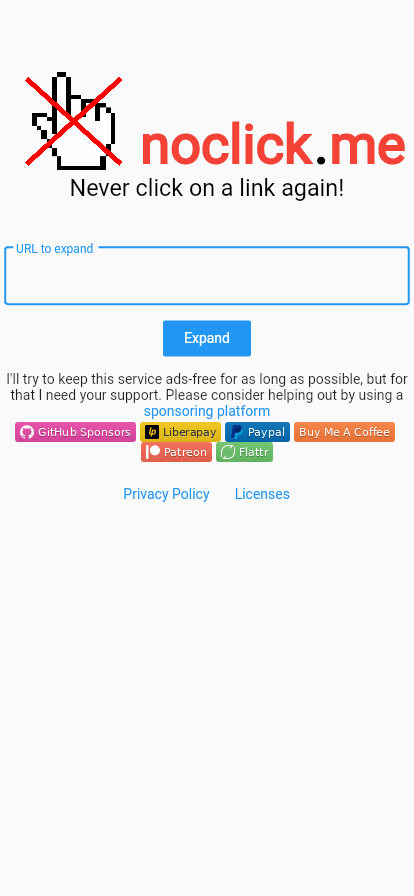 noclick.me
Never click on a link again!
URL to expand
Expand
I'll try to keep this service ads-free for as long as possible, but for
that I need your support. Please consider helping out by using a
sponsoring platform
GitHub Sponsors Liberapay Paypal Buy Me A Coffee
Patreon Flattr
Privacy Policy Licenses